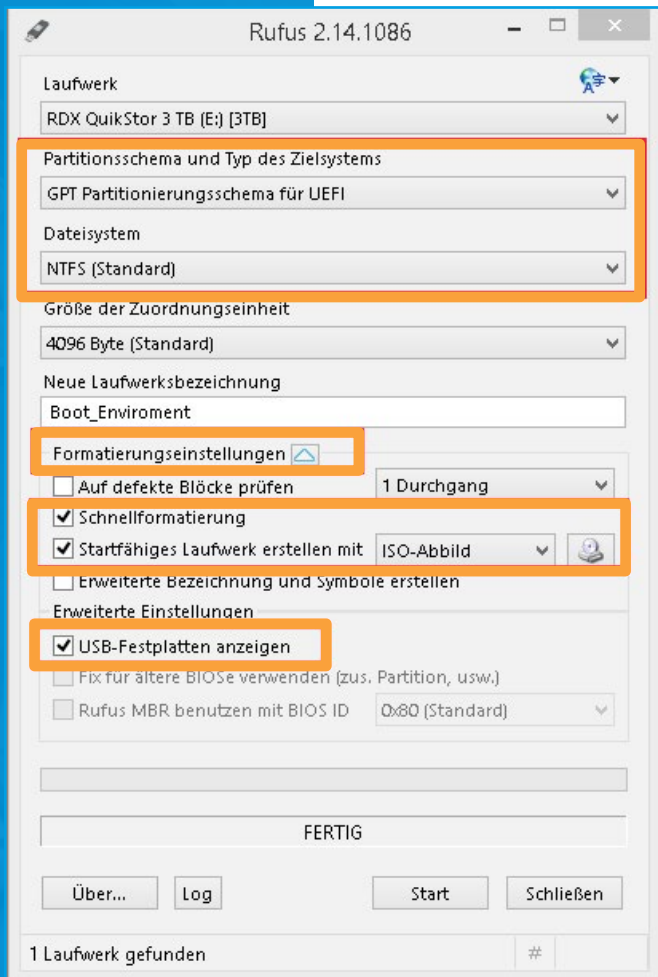 Rufus 2.14.1086
Laufwerk
RDX QuikStor 3 TB (E:) [3TB]
Partitionsschema und Typ des Zielsystems
GPT Partitionierungsschema für UEFI
Dateisystem
NTFS (Standard)
Größe der Zuordnungseinheit
4096 Byte (Standard)
Neue Laufwerksbezeichnung
Boot_Enviroment
Formatierungseinstellungen
Auf defekte Blöcke prüfen 1 Durchgang
Schnellformatierung
Startfähiges Laufwerk erstellen mit ISO-Abbild
Erweiterte Bezeichnung und Symbole erstellen
Erweiterte Einstellungen
USB-Festplatten anzeigen
Fix für ältere BIOSe verwenden (zus. Partition, usw.)
Rufus MBR benutzen mit BIOS ID 0x80 (Standard)
FERTIG
Über... Log Start Schließen
1 Laufwerk gefunden #